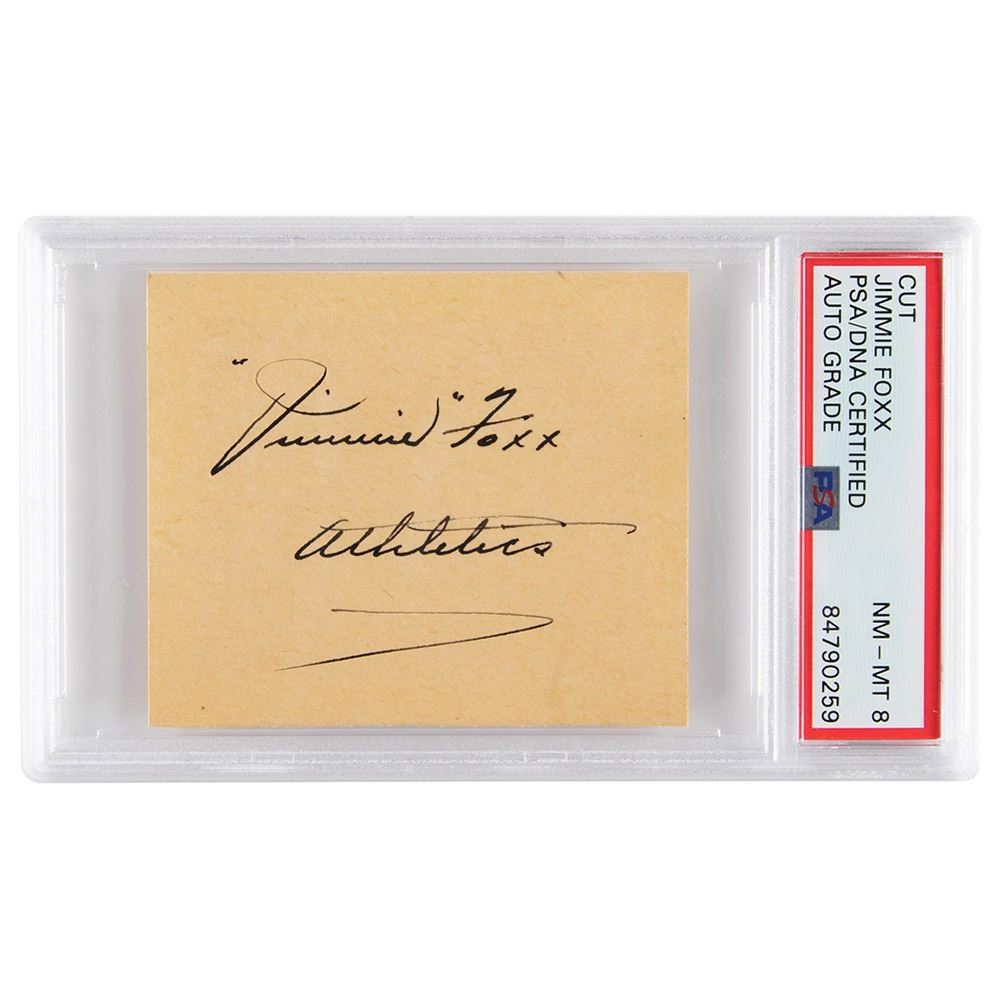 "Jimmie" Foxx
Athletics
CUT
JIMMIE FOXX
PSA/DNA CERTIFIED
AUTO GRADE
NM-MT 8
84790259
PSA